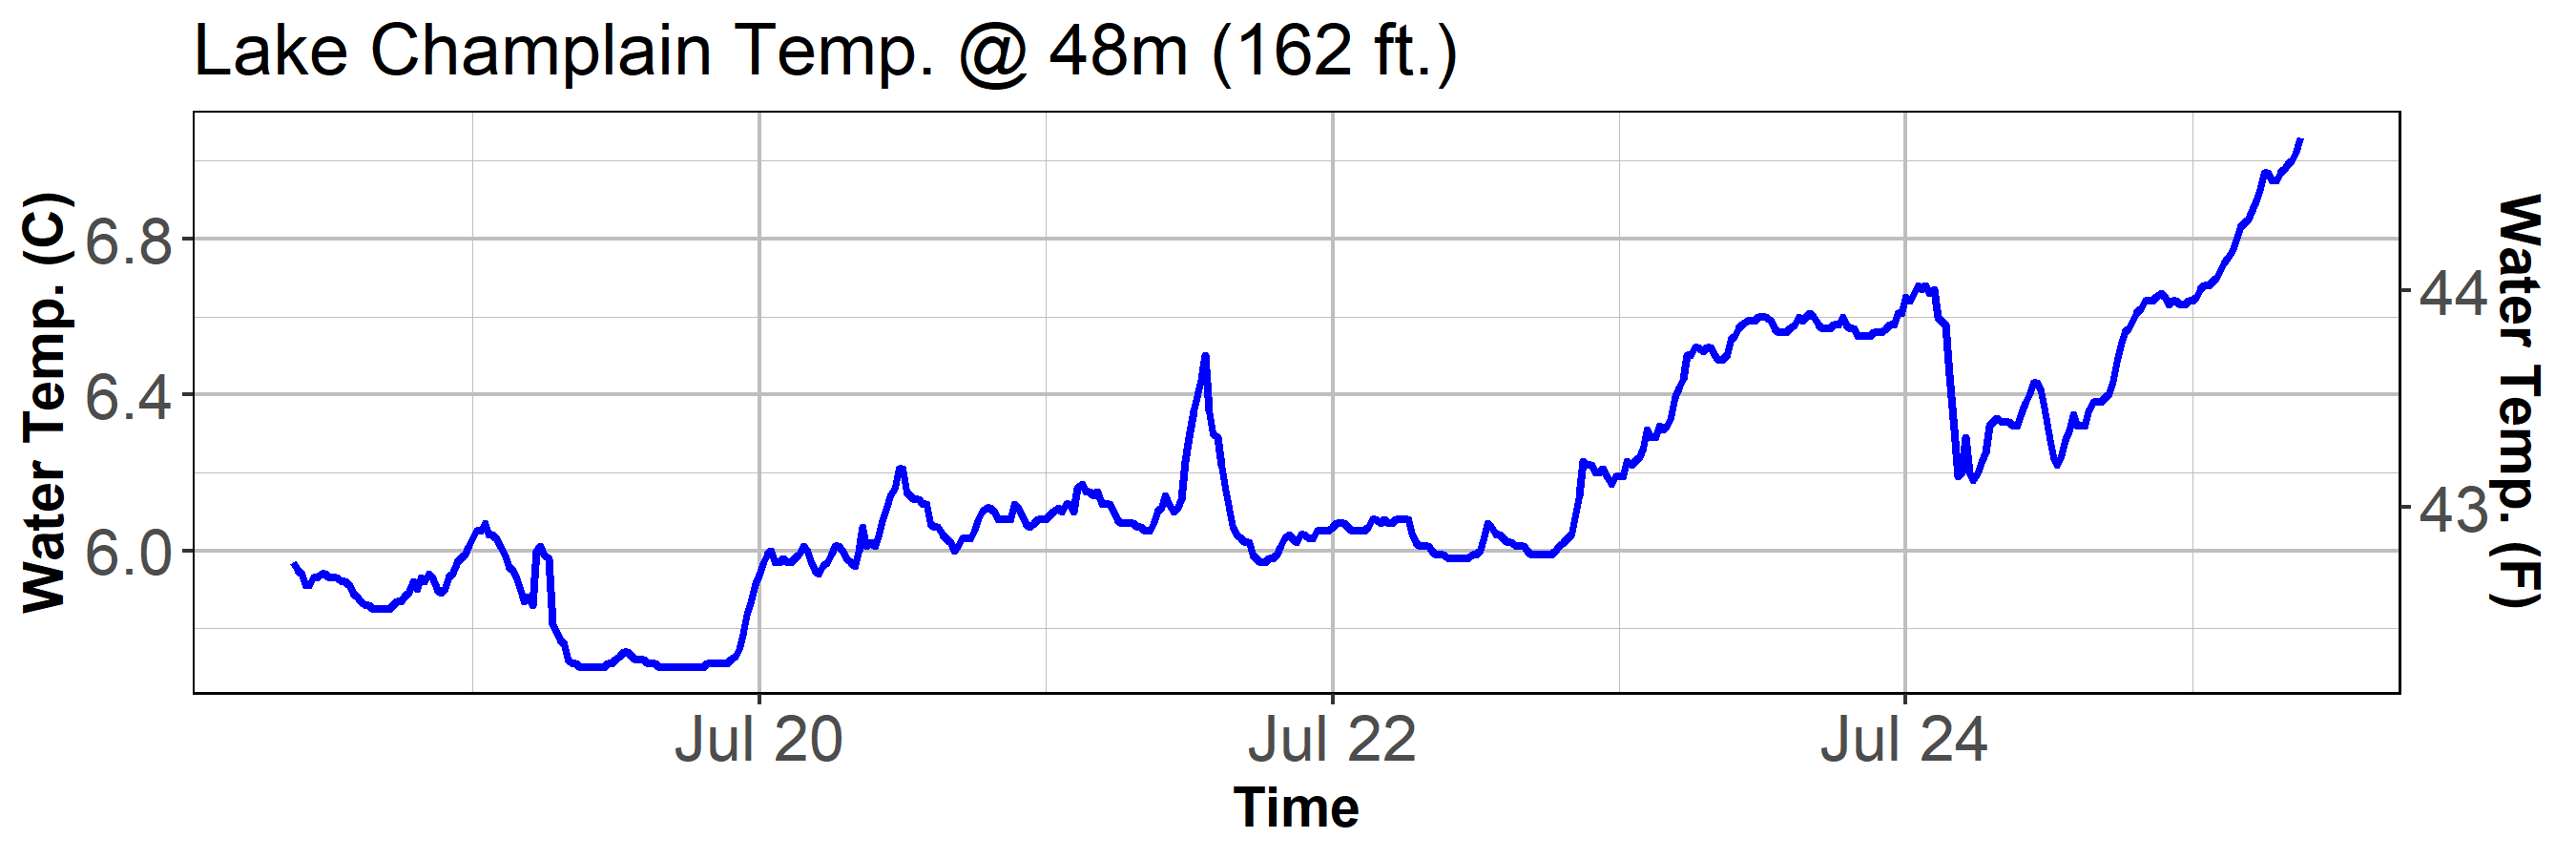 Lake Champlain Temp. @ 48m (162 ft.)
Water Temp. (C)
6.8
6.4
6.0
44
43
Water Temp. (F)
Jul 20 Jul 22 Jul 24
Time